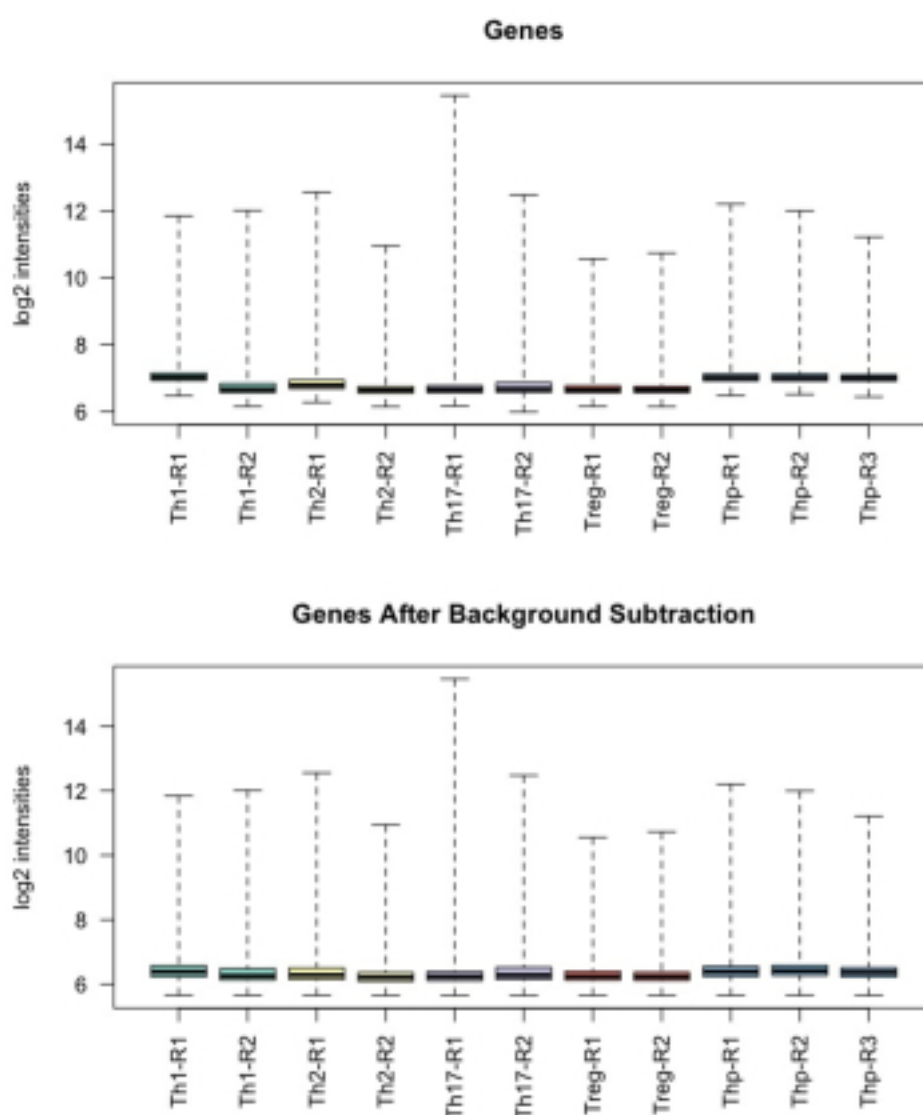 Genes
log2 intensities
14
12
10
8
6
Th1-R1
Th1-R2
Th2-R1
Th2-R2
Th17-R1
Th17-R2
Treg-R1
Treg-R2
Thp-R1
Thp-R2
Thp-R3
Genes After Background Subtraction
log2 intensities
14
12
10
8
6
Th1-R1
Th1-R2
Th2-R1
Th2-R2
Th17-R1
Th17-R2
Treg-R1
Treg-R2
Thp-R1
Thp-R2
Thp-R3